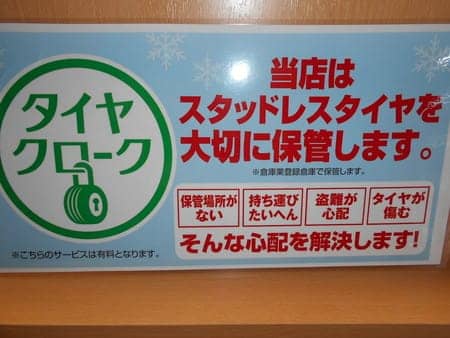 タイヤ
クローク
当店は
スタッドレスタイヤを
大切に保管します。
※倉庫業登録倉庫で保管します。
保管場所が
ない
持ち運び
たいへん
盗難が
心配
タイヤが
傷む
そんな心配を解決します!
※こちらのサービスは有料となります。